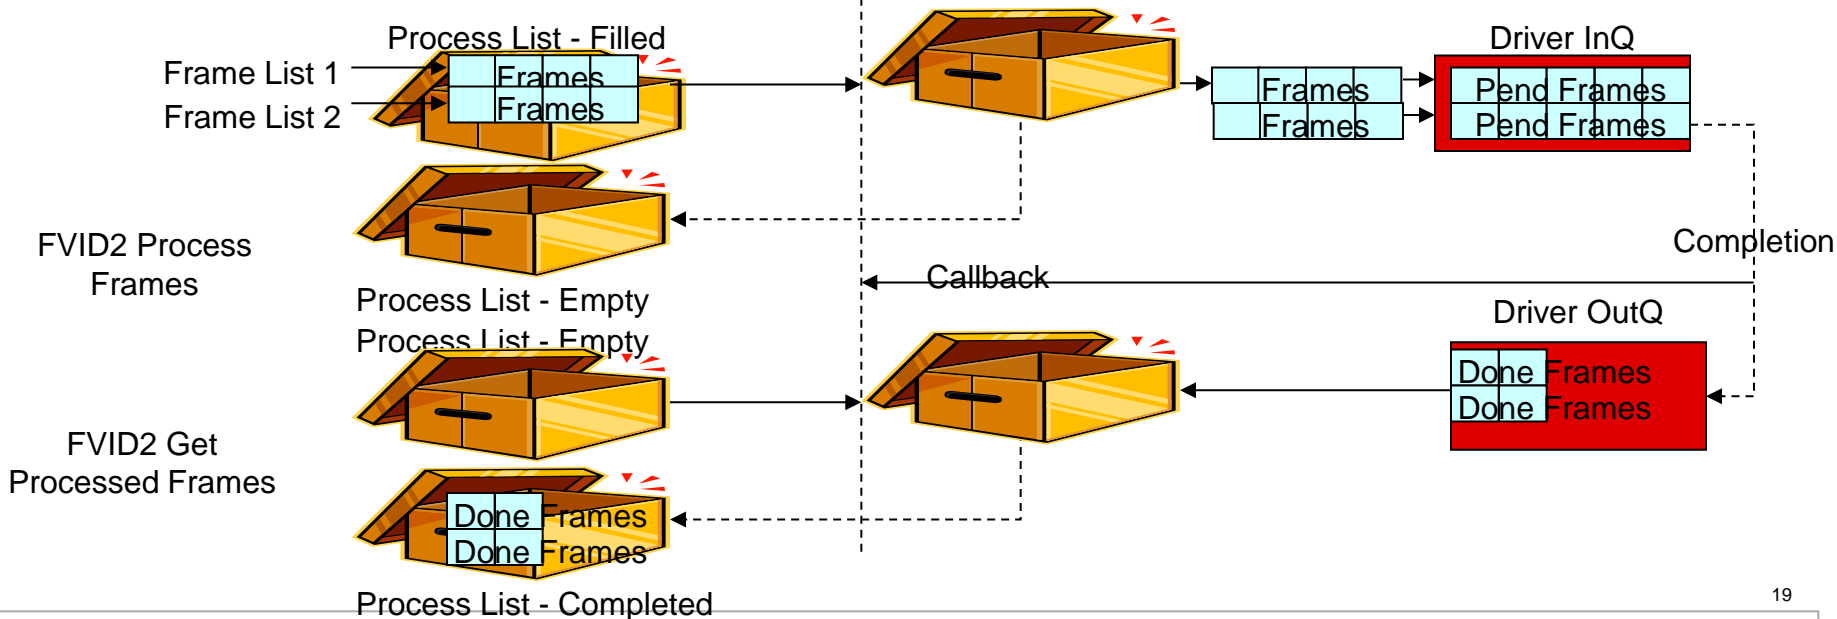 Process List - Filled
Driver InQ
Frame List 1
Frames
Frames
Pend Frames
Frame List 2
Frames
Frames
Pend Frames
FVID2 Process
Frames
Completion
Callback
Process List - Empty
Driver OutQ
Process List - Empty
Done Frames
Done Frames
FVID2 Get
Processed Frames
Done Frames
Done Frames
Process List - Completed
19